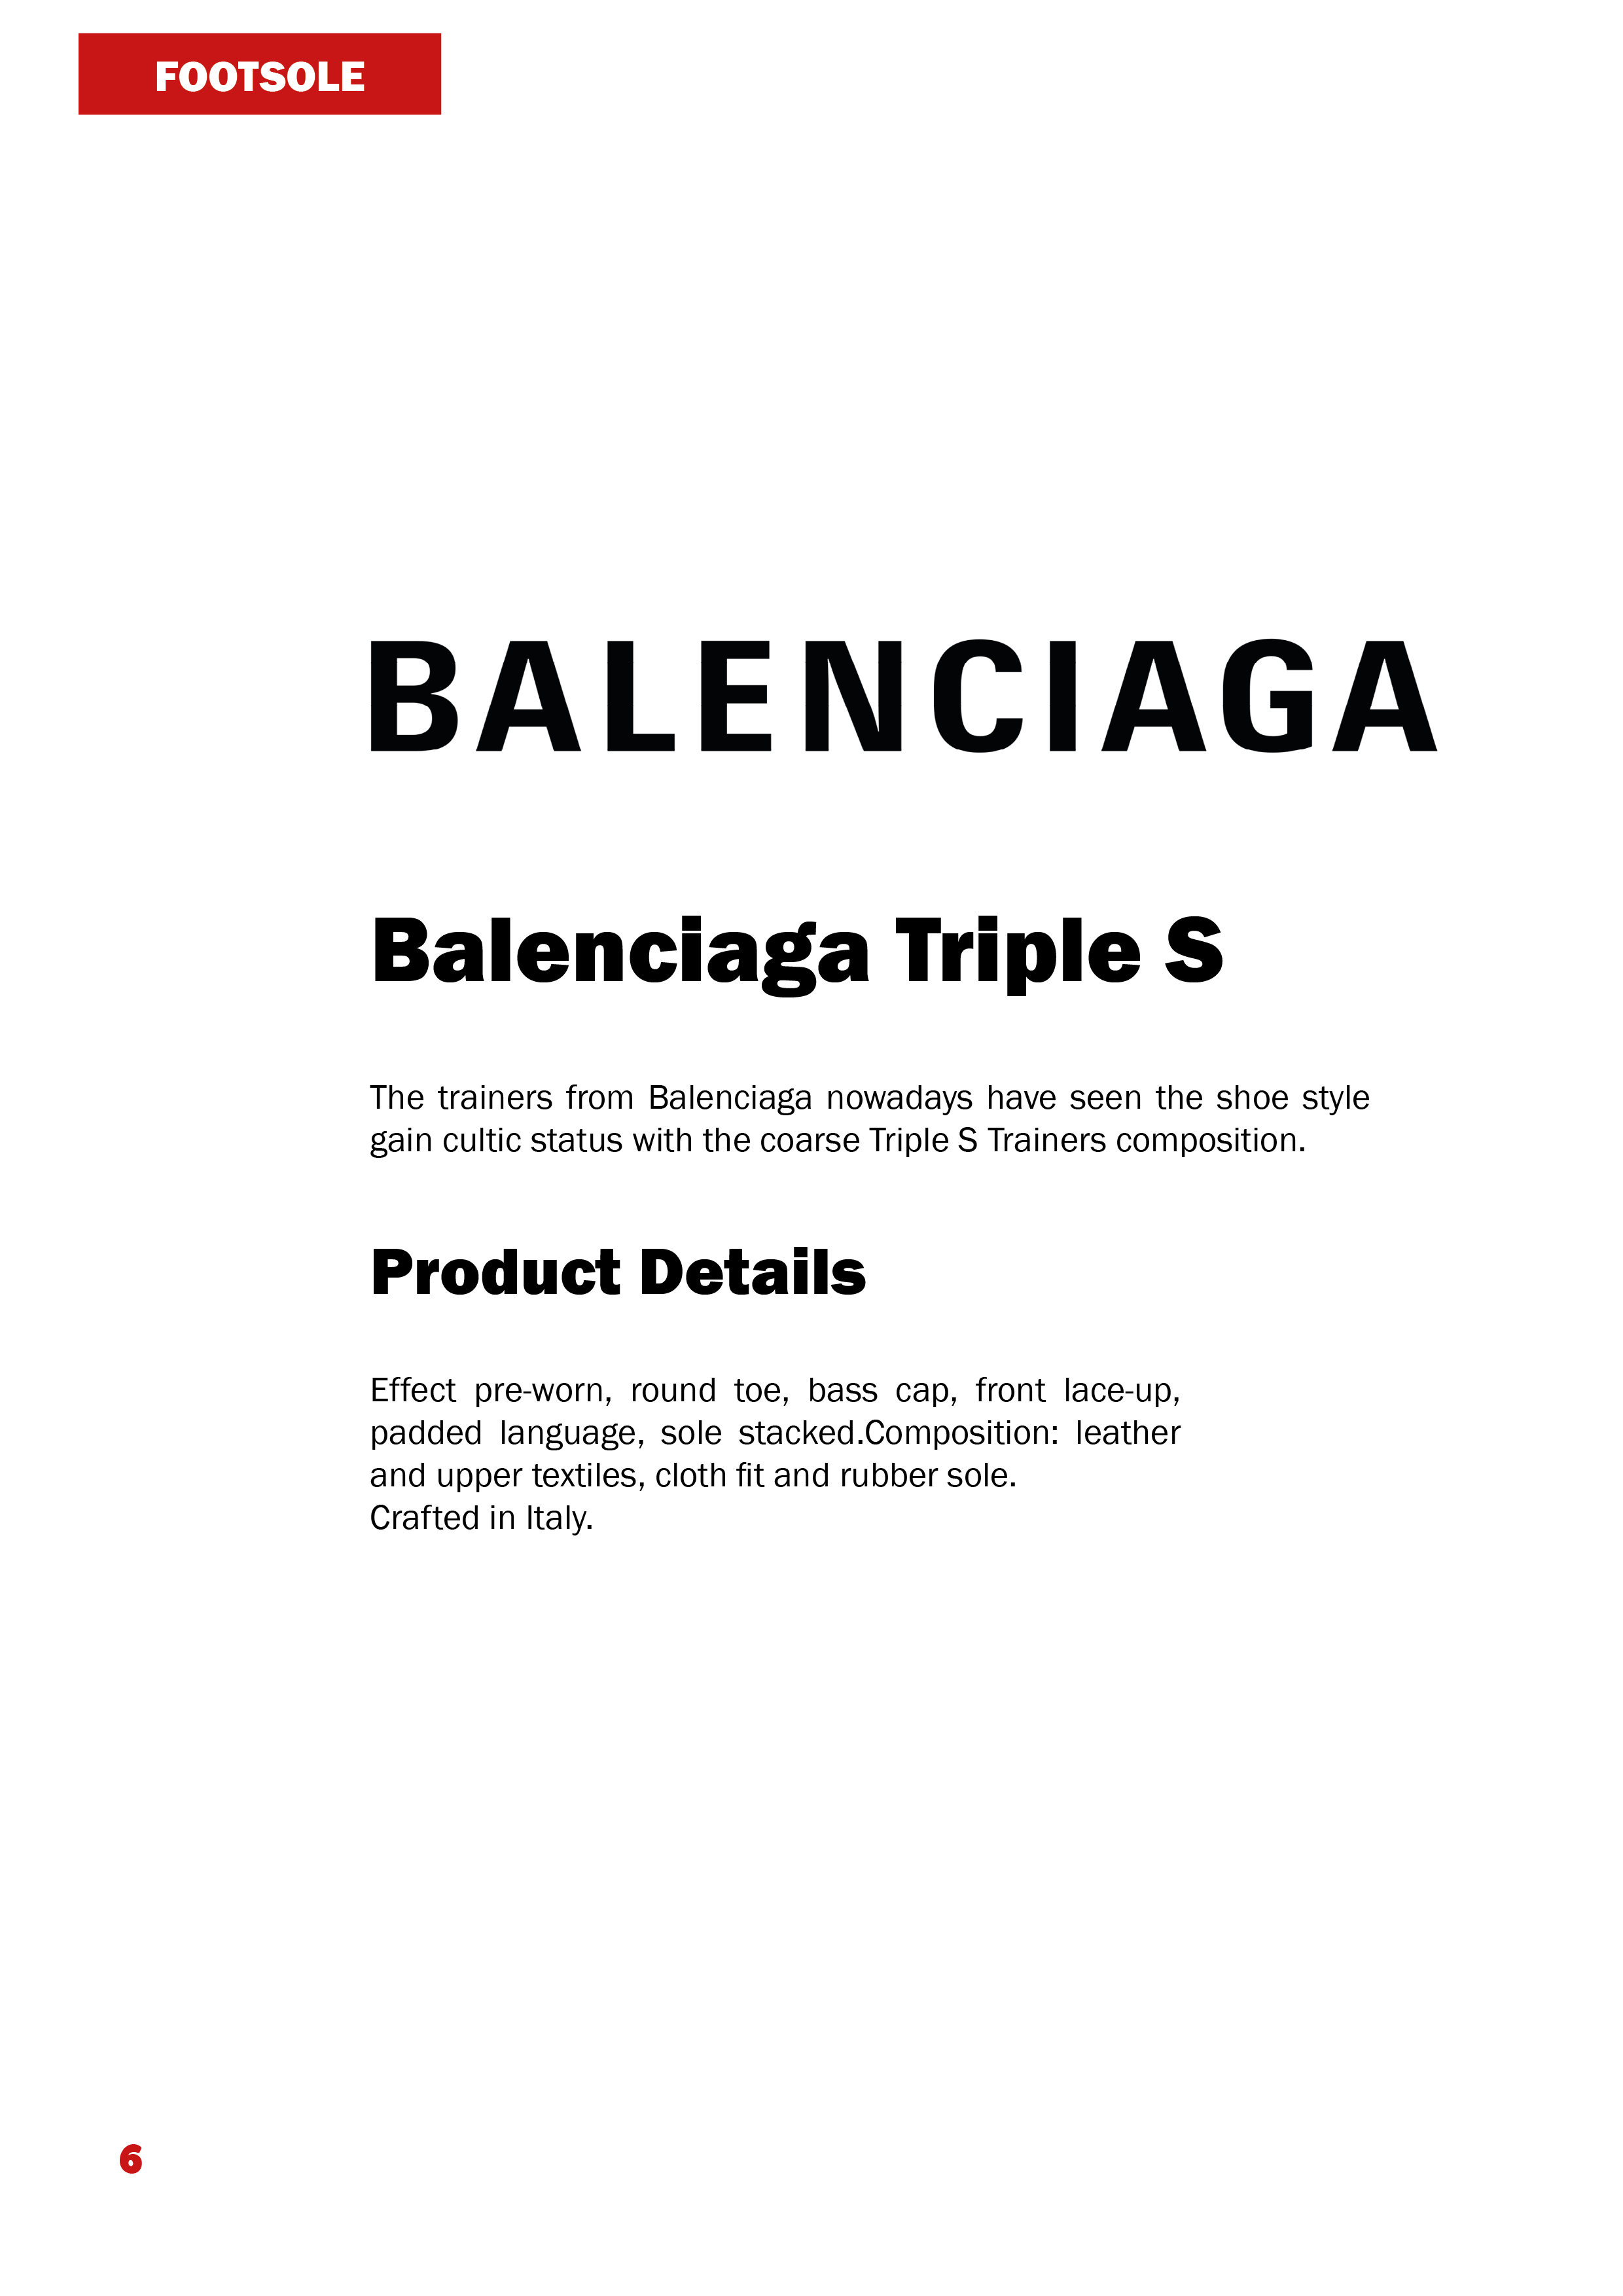 FOOTSOLE
BALENCIAGA
Balenciaga Triple S
The trainers from Balenciaga nowadays have seen the shoe style
gain cultic status with the coarse Triple S Trainers composition.
Product Details
Effect pre-worn, round toe, bass cap, front lace-up,
padded language, sole stacked.Composition: leather
and upper textiles, cloth fit and rubber sole.
Crafted in Italy.
6